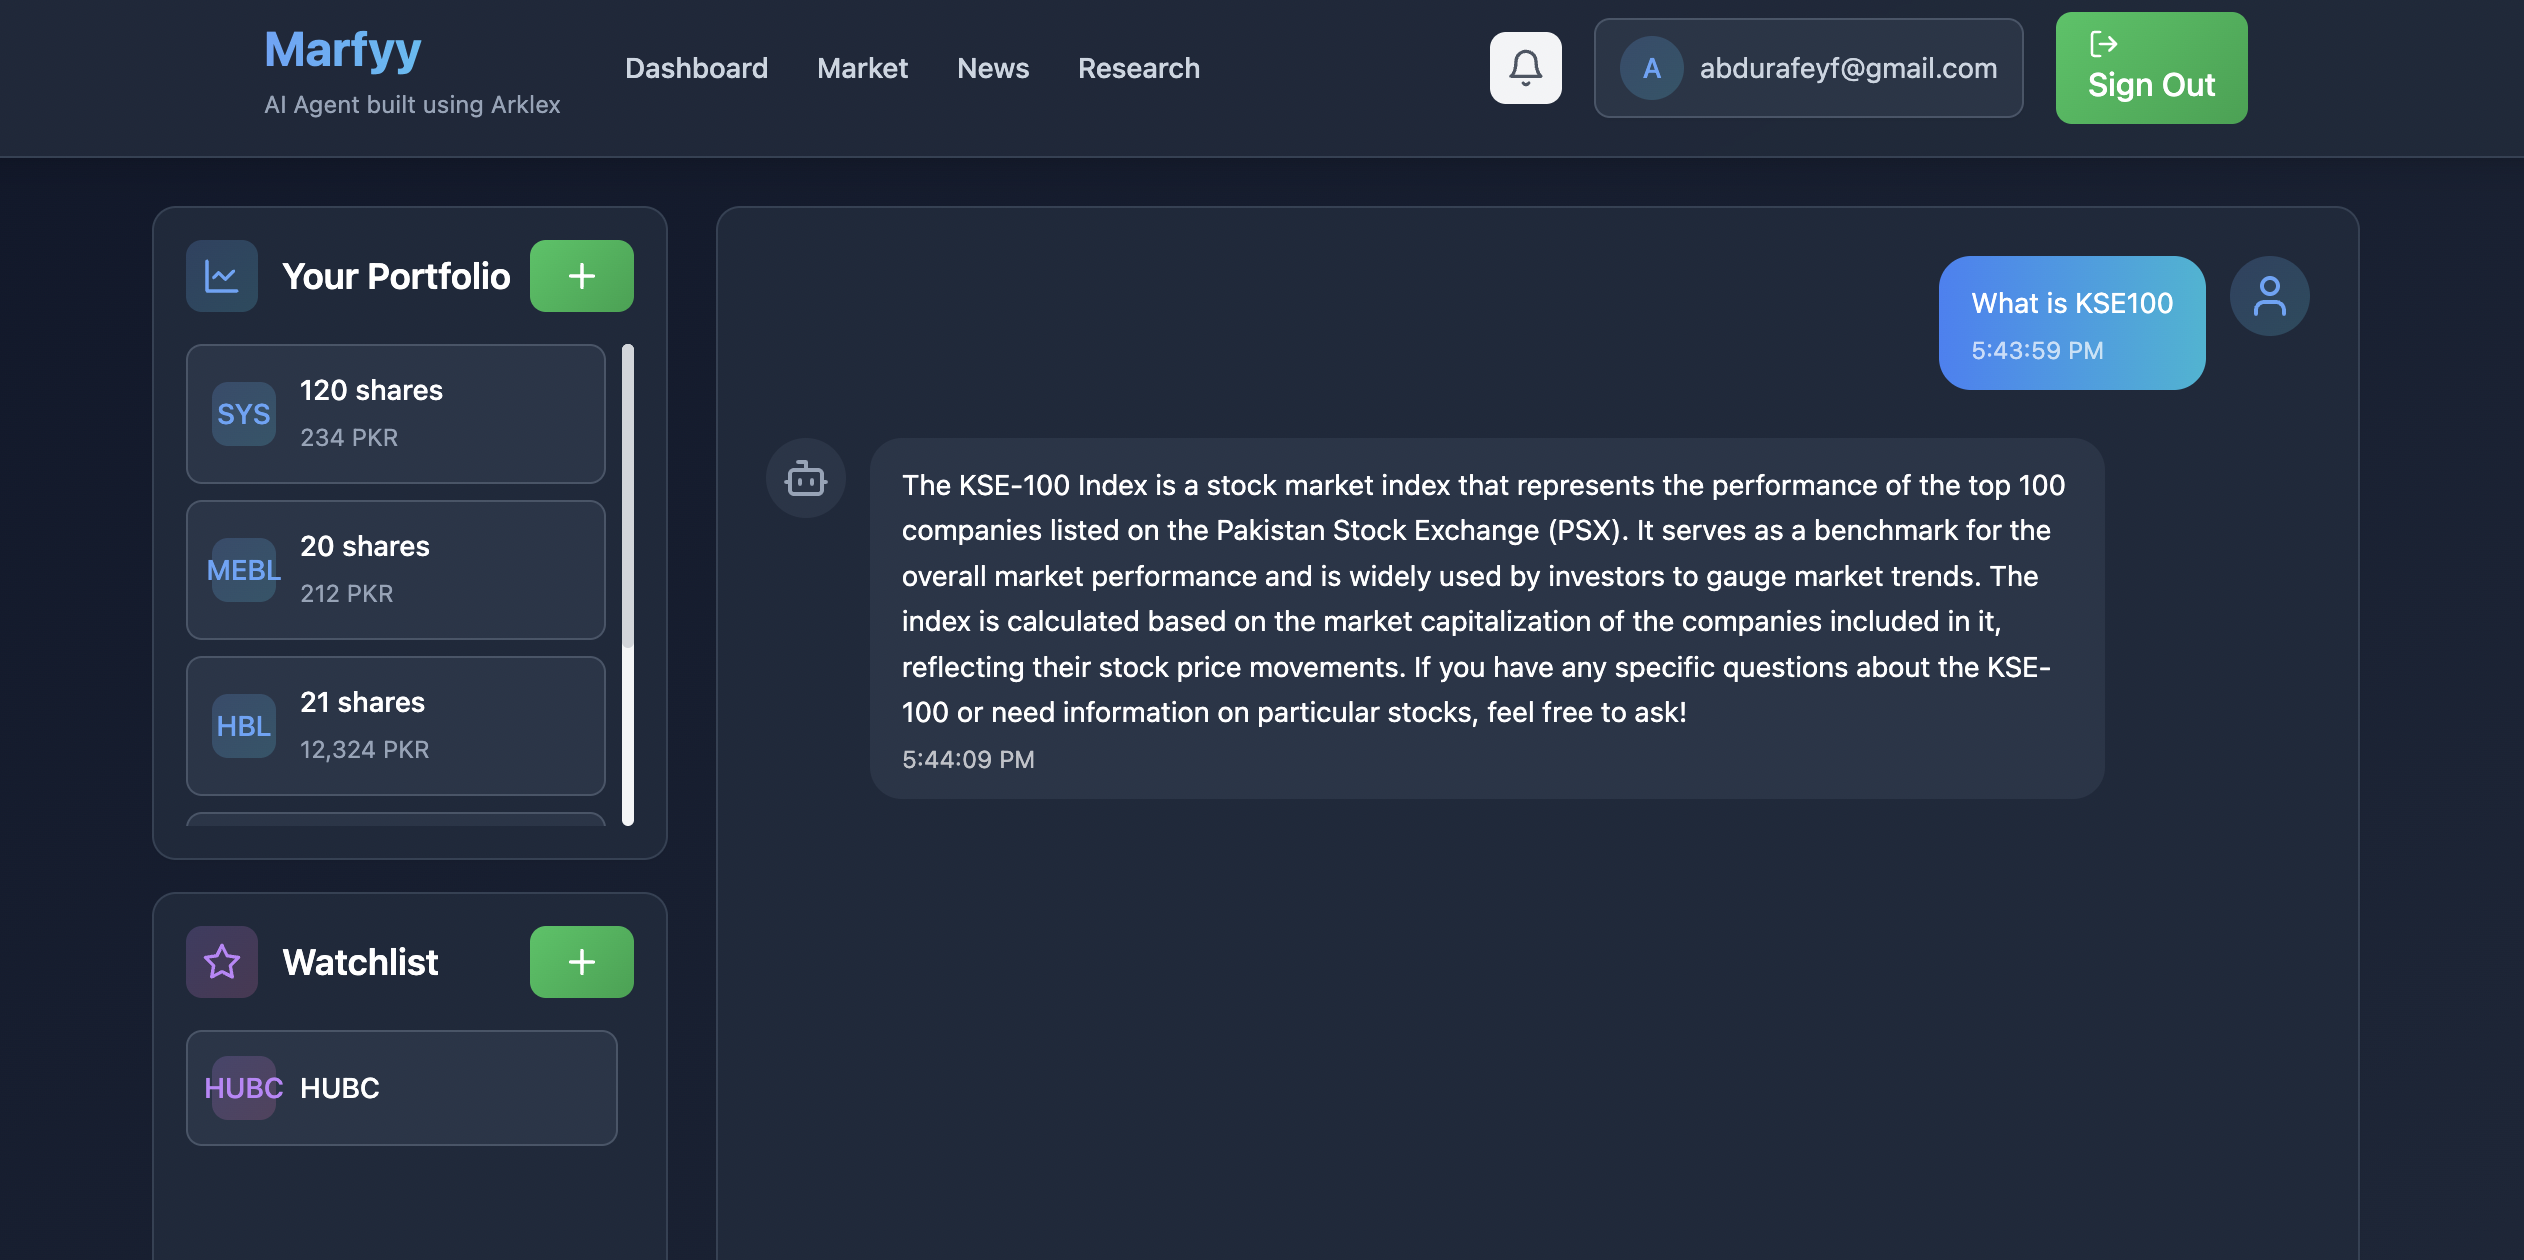 Marfyy
AI Agent built using Arklex
Dashboard
Market
News
Research
A
abdurafeyf@gmail.com
Sign Out
Your Portfolio
+
SYS
120 shares
234 PKR
MEBL
20 shares
212 PKR
HBL
21 shares
12,324 PKR
Watchlist
+
HUBC
HUBC
What is KSE100
5:43:59 PM
The KSE-100 Index is a stock market index that represents the performance of the top 100
companies listed on the Pakistan Stock Exchange (PSX). It serves as a benchmark for the
overall market performance and is widely used by investors to gauge market trends. The
index is calculated based on the market capitalization of the companies included in it,
reflecting their stock price movements. If you have any specific questions about the KSE-
100 or need information on particular stocks, feel free to ask!
5:44:09 PM